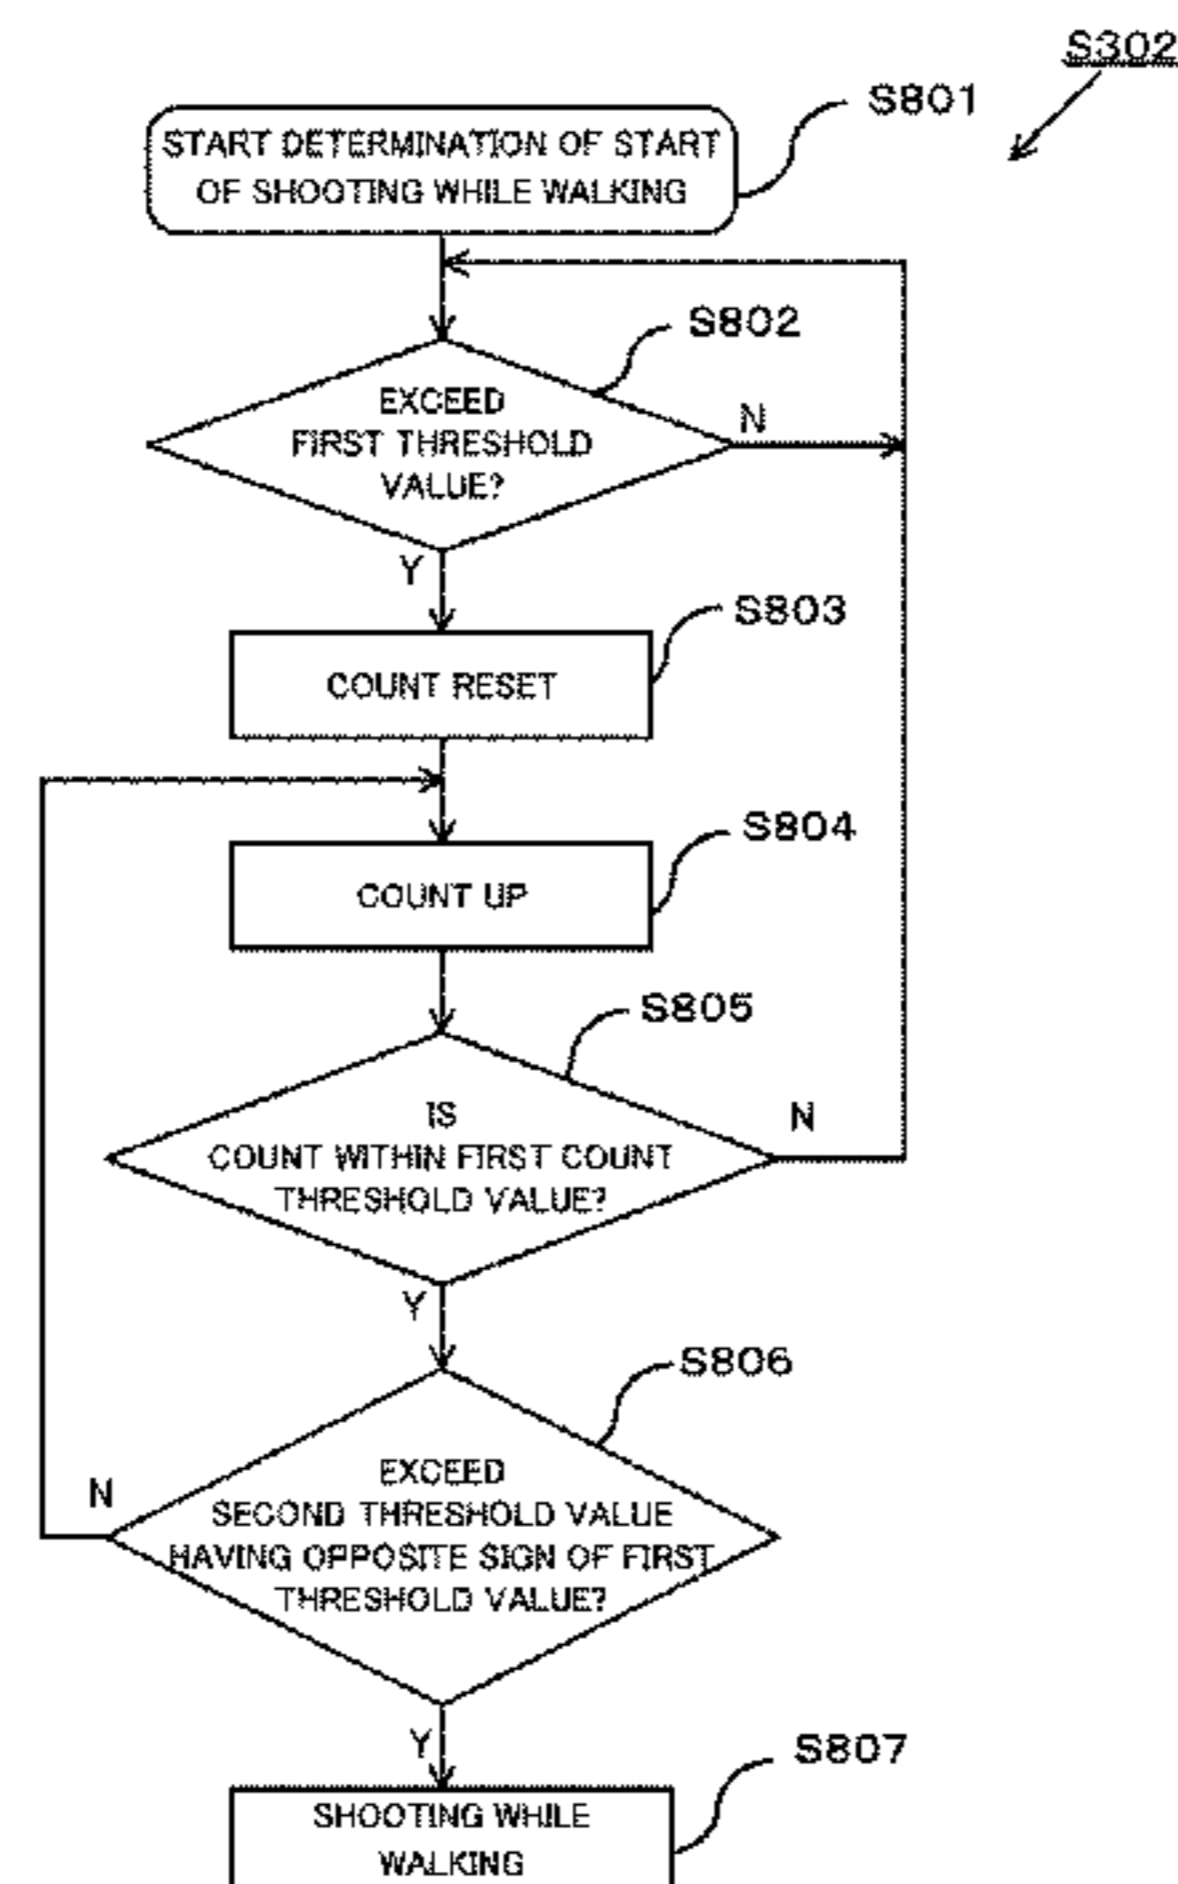 S302
S801
START DETERMINATION OF START
OF SHOOTING WHILE WALKING
S802
EXCEED
FIRST THRESHOLD
VALUE?
N
Y
S803
COUNT RESET
S804
COUNT UP
S805
IS
COUNT WITHIN FIRST COUNT
THRESHOLD VALUE?
N
Y
S806
EXCEED
SECOND THRESHOLD VALUE
HAVING OPPOSITE SIGN OF FIRST
THRESHOLD VALUE?
N
Y
S807
SHOOTING WHILE
WALKING